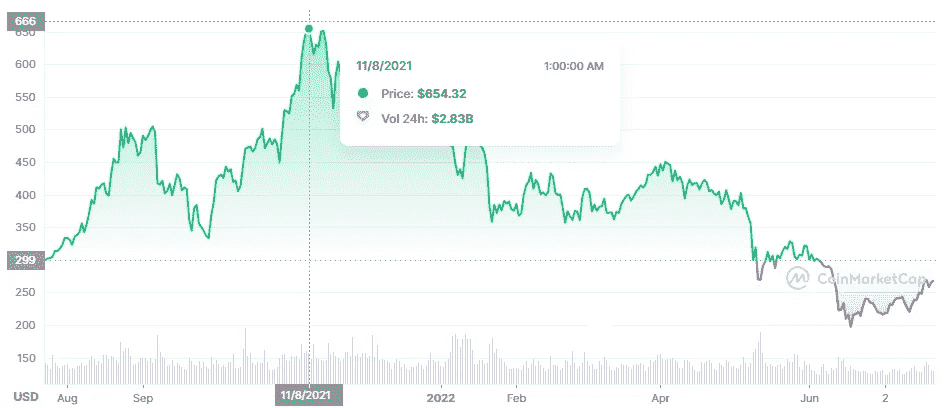 666
650
600
550
500
450
400
350
299
250
200
150
11/8/2021 1:00:00 AM
Price: $654.32
Vol 24h: $2.83B
CoinMarketCap
USD Aug Sep 11/8/2021 2022 Feb Apr Jun 2